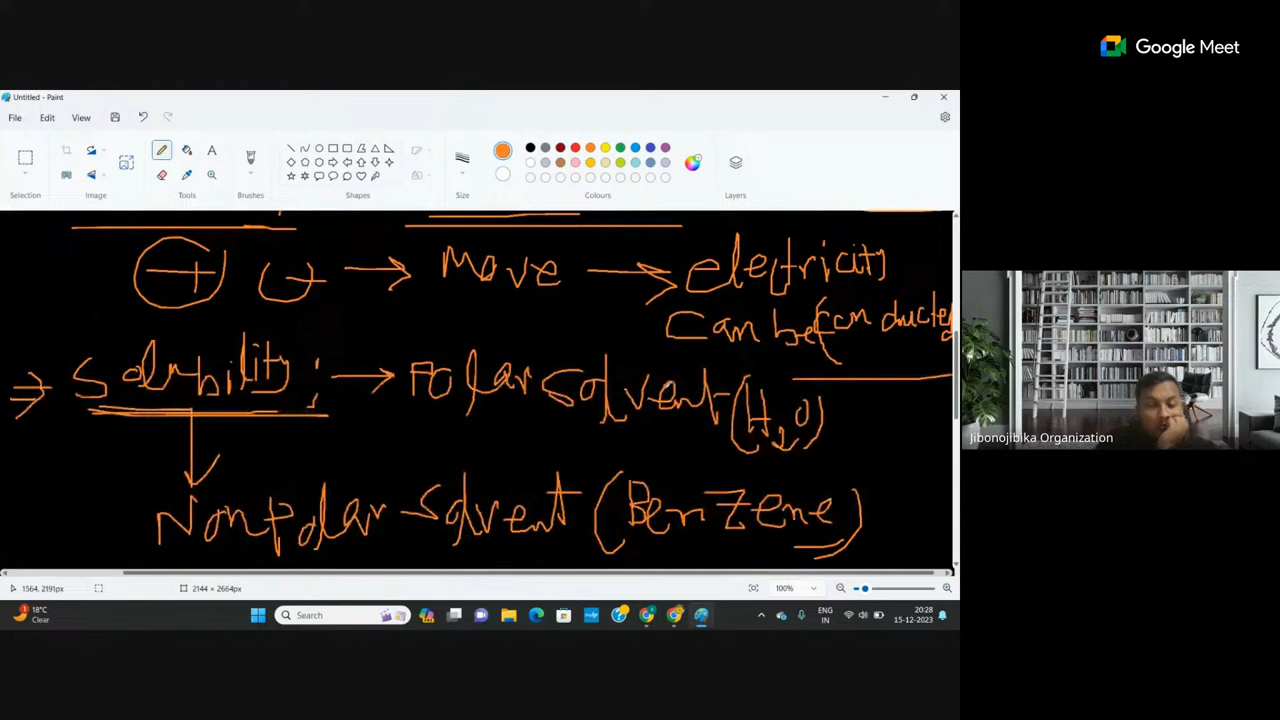 Google Meet
Untitled - Paint
File Edit View
Selection Image Tools Brushes Shapes Size Colours Layers
+ Move electricity
can be conducted
Solubility : Polar solvent (H2O)
Nonpolar solvent (Benzene)
Jibonojibika Organization
1564, 2191px 2144 × 2664px 100%
18°C
Clear
Search
ENG
IN
20:28
15-12-2023